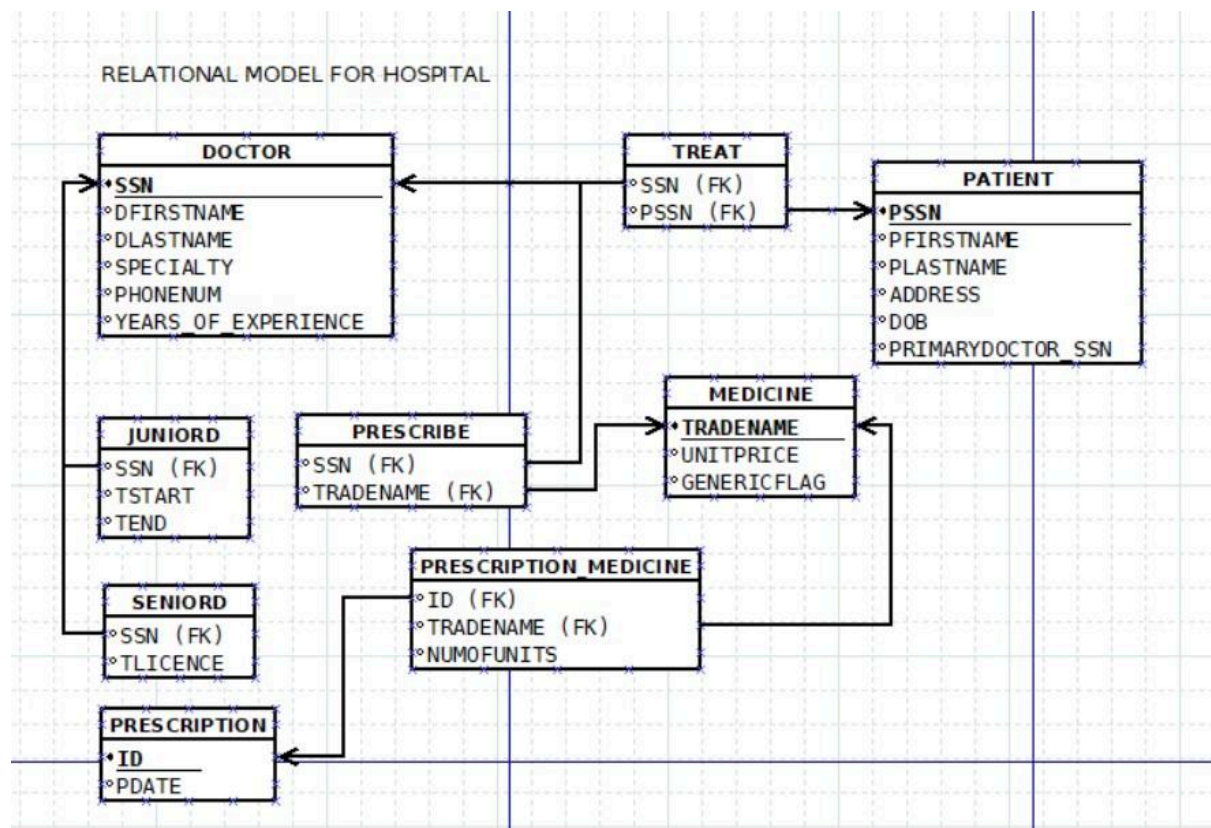 RELATIONAL MODEL FOR HOSPITAL
DOCTOR
SSN
DFIRSTNAME
DLASTNAME
SPECIALTY
PHONENUM
YEARS_OF_EXPERIENCE
TREAT
SSN (FK)
PSSN (FK)
PATIENT
PSSN
PFIRSTNAME
PLASTNAME
ADDRESS
DOB
PRIMARYDOCTOR_SSN
JUNIORD
SSN (FK)
TSTART
TEND
PRESCRIBE
SSN (FK)
TRADENAME (FK)
MEDICINE
TRADENAME
UNITPRICE
GENERICFLAG
SENIORD
SSN (FK)
TLICENCE
PRESCRIPTION_MEDICINE
ID (FK)
TRADENAME (FK)
NUMOFUNITS
PRESCRIPTION
ID
PDATE